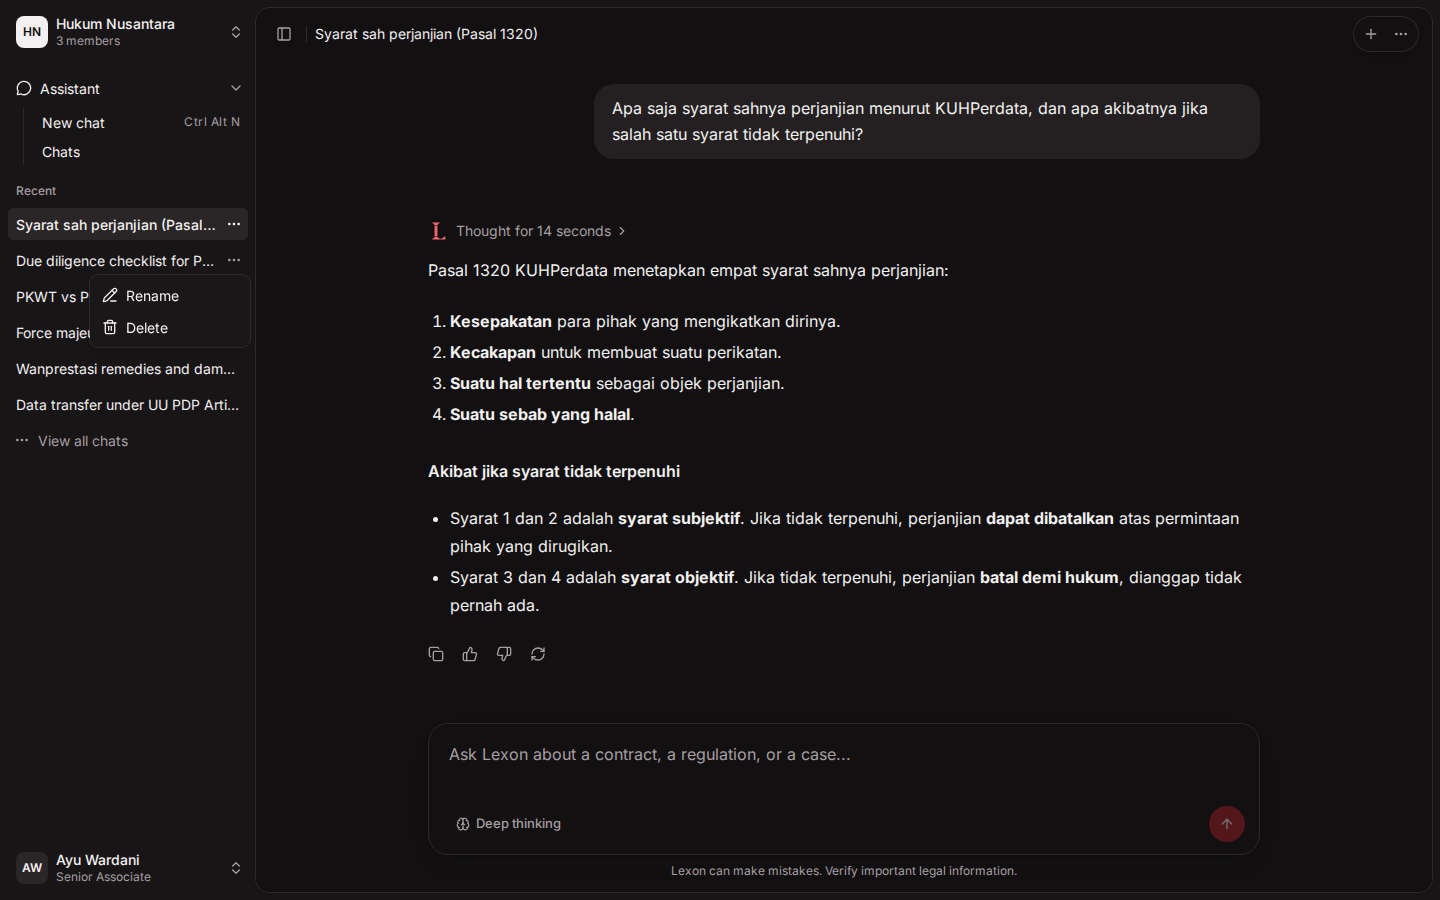 HN
Hukum Nusantara
3 members
Assistant
New chat
Ctrl Alt N
Chats
Recent
Syarat sah perjanjian (Pasal...
Due diligence checklist for P...
PKWT vs P
Force majeu
Rename
Delete
Wanprestasi remedies and dam...
Data transfer under UU PDP Arti...
View all chats
AW
Ayu Wardani
Senior Associate
Syarat sah perjanjian (Pasal 1320)
Apa saja syarat sahnya perjanjian menurut KUHPerdata, dan apa akibatnya jika
salah satu syarat tidak terpenuhi?
L
Thought for 14 seconds
Pasal 1320 KUHPerdata menetapkan empat syarat sahnya perjanjian:
1. Kesepakatan para pihak yang mengikatkan dirinya.
2. Kecakapan untuk membuat suatu perikatan.
3. Suatu hal tertentu sebagai objek perjanjian.
4. Suatu sebab yang halal.
Akibat jika syarat tidak terpenuhi
• Syarat 1 dan 2 adalah syarat subjektif. Jika tidak terpenuhi, perjanjian dapat dibatalkan atas permintaan
pihak yang dirugikan.
• Syarat 3 dan 4 adalah syarat objektif. Jika tidak terpenuhi, perjanjian batal demi hukum, dianggap tidak
pernah ada.
Ask Lexon about a contract, a regulation, or a case...
Deep thinking
Lexon can make mistakes. Verify important legal information.